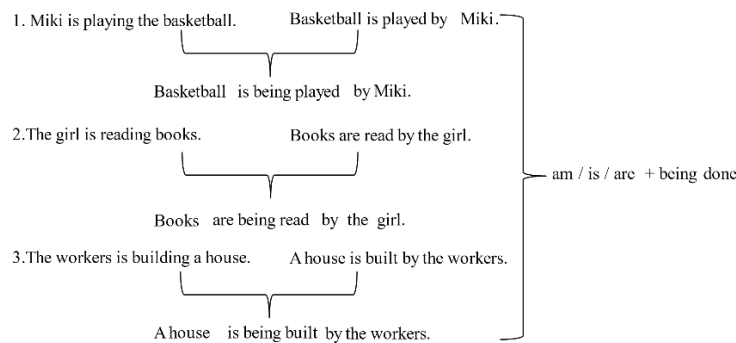 1. Miki is playing the basketball. Basketball is played by Miki.
Basketball is being played by Miki.
2.The girl is reading books. Books are read by the girl.
am / is / are + being done
Books are being read by the girl.
3.The workers is building a house. A house is built by the workers.
A house is being built by the workers.